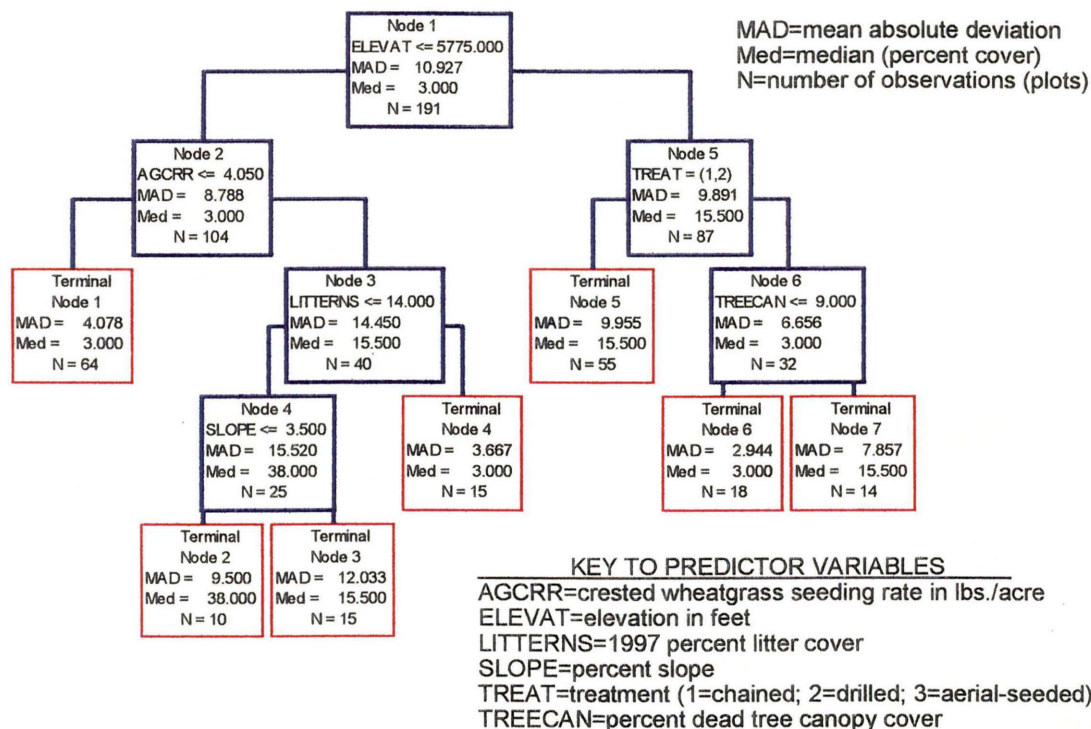 Node 1
ELEVAT <= 5775.000
MAD = 10.927
Med = 3.000
N = 191
MAD=mean absolute deviation
Med=median (percent cover)
N=number of observations (plots)
Node 2
AGCRR <= 4.050
MAD = 8.788
Med = 3.000
N = 104
Node 5
TREAT = (1,2)
MAD = 9.891
Med = 15.500
N = 87
Terminal
Node 1
MAD = 4.078
Med = 3.000
N = 64
Node 3
LITTERNS <= 14.000
MAD = 14.450
Med = 15.500
N = 40
Terminal
Node 5
MAD = 9.955
Med = 15.500
N = 55
Node 6
TREECAN <= 9.000
MAD = 6.656
Med = 3.000
N = 32
Node 4
SLOPE <= 3.500
MAD = 15.520
Med = 38.000
N = 25
Terminal
Node 4
MAD = 3.667
Med = 3.000
N = 15
Terminal
Node 6
MAD = 2.944
Med = 3.000
N = 18
Terminal
Node 7
MAD = 7.857
Med = 15.500
N = 14
Terminal
Node 2
MAD = 9.500
Med = 38.000
N = 10
Terminal
Node 3
MAD = 12.033
Med = 15.500
N = 15
KEY TO PREDICTOR VARIABLES
AGCRR=crested wheatgrass seeding rate in lbs./acre
ELEVAT=elevation in feet
LITTERNS=1997 percent litter cover
SLOPE=percent slope
TREAT=treatment (1=chained; 2=drilled; 3=aerial-seeded)
TREECAN=percent dead tree canopy cover